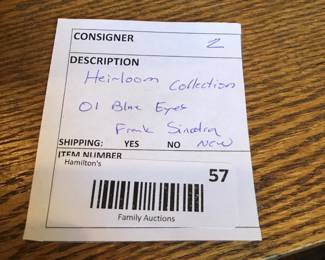 CONSIGNER 2
DESCRIPTION
Heirloom Collection
Ol Blue Eyes
Frank Sinatra
SHIPPING: YES NO NEW
ITEM NUMBER
Hamilton's 57
Family Auctions